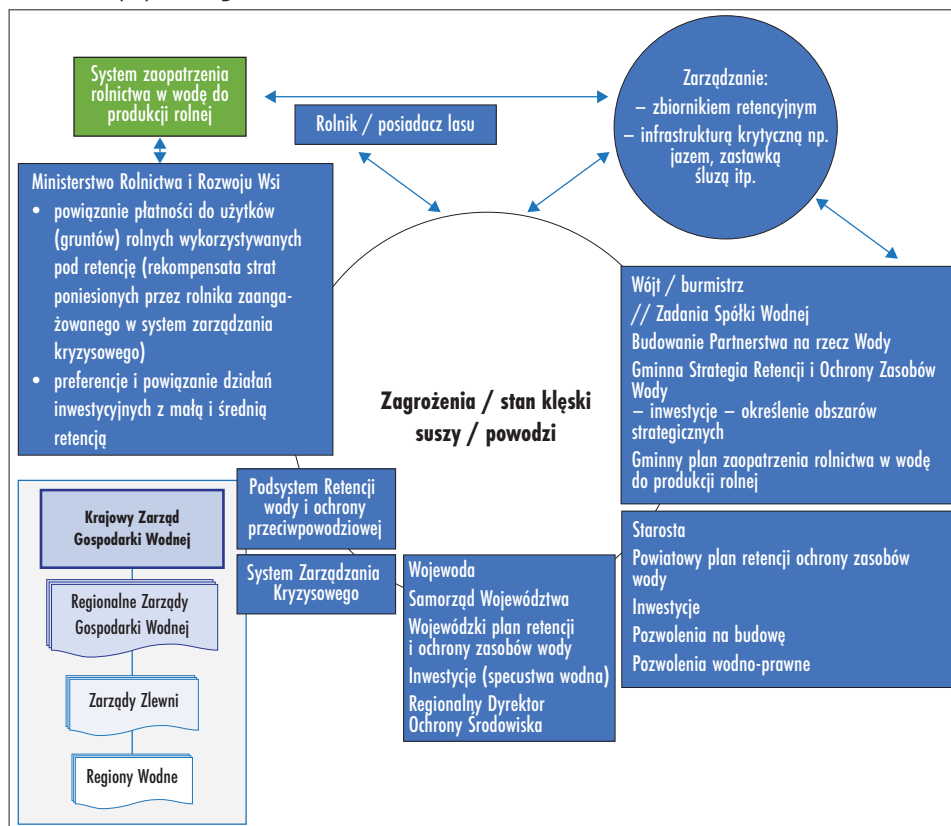 System zaopatrzenia
rolnictwa w wodę do
produkcji rolnej
Rolnik / posiadacz lasu
Zarządzanie:
– zbiornikiem retencyjnym
– infrastrukturą krytyczną np.
jazem, zastawką
śluzą itp.
Ministerstwo Rolnictwa i Rozwoju Wsi
• powiązanie płatności do użytków
(gruntów) rolnych wykorzystywanych
pod retencję (rekompensata strat
poniesionych przez rolnika zaanga-
żowanego w system zarządzania
kryzysowego)
• preferencje i powiązanie działań
inwestycyjnych z małą i średnią
retencją
Zagrożenia / stan klęski
suszy / powodzi
Wójt / burmistrz
// Zadania Spółki Wodnej
Budowanie Partnerstwa na rzecz Wody
Gminna Strategia Retencji i Ochrony Zasobów
Wody
– inwestycje – określenie obszarów
strategicznych
Gminny plan zaopatrzenia rolnictwa w wodę
do produkcji rolnej
Starosta
Powiatowy plan retencji ochrony zasobów
wody
Inwestycje
Pozwolenia na budowę
Pozwolenia wodno-prawne
Podsystem Retencji
wody i ochrony
przeciwpowodziowej
System Zarządzania
Kryzysowego
Wojewoda
Samorząd Województwa
Wojewódzki plan retencji
i ochrony zasobów wody
Inwestycje (specustwa wodna)
Regionalny Dyrektor
Ochrony Środowiska
Krajowy Zarząd
Gospodarki Wodnej
Regionalne Zarządy
Gospodarki Wodnej
Zarządy Zlewni
Regiony Wodne